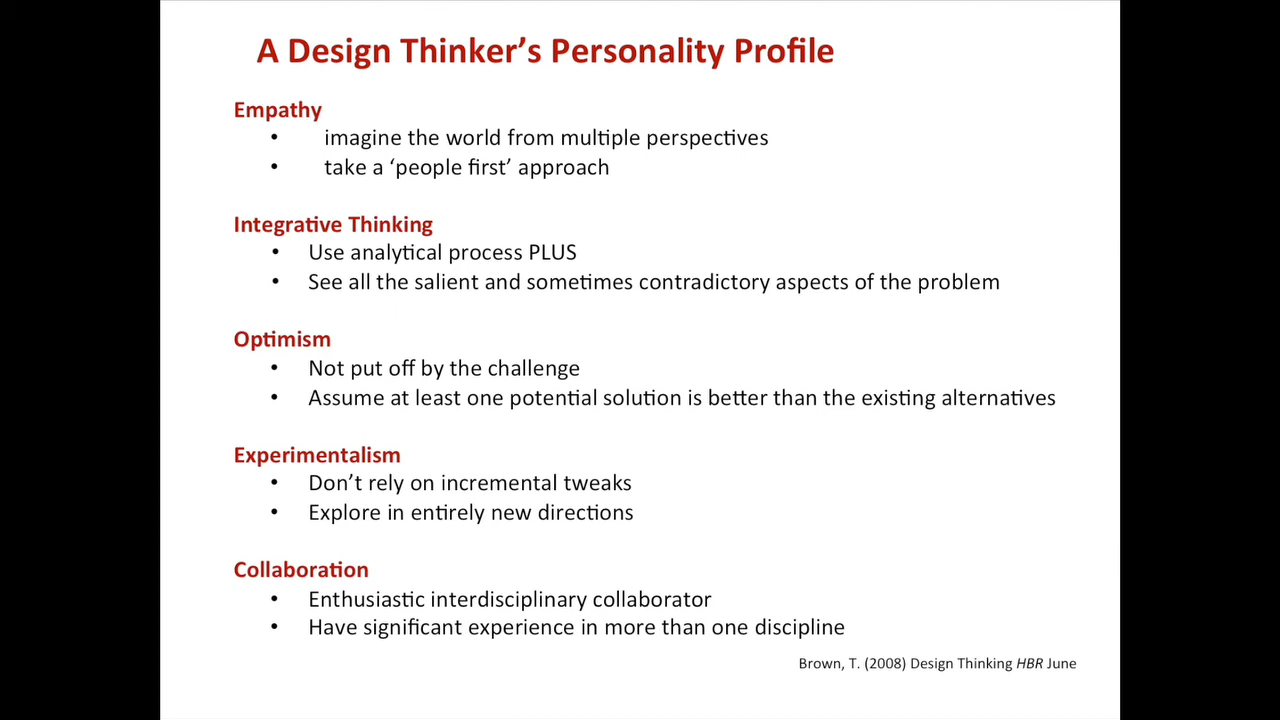 A Design Thinker’s Personality Profile
Empathy
• imagine the world from multiple perspectives
• take a ‘people first’ approach
Integrative Thinking
• Use analytical process PLUS
• See all the salient and sometimes contradictory aspects of the problem
Optimism
• Not put off by the challenge
• Assume at least one potential solution is better than the existing alternatives
Experimentalism
• Don’t rely on incremental tweaks
• Explore in entirely new directions
Collaboration
• Enthusiastic interdisciplinary collaborator
• Have significant experience in more than one discipline
Brown, T. (2008) Design Thinking HBR June